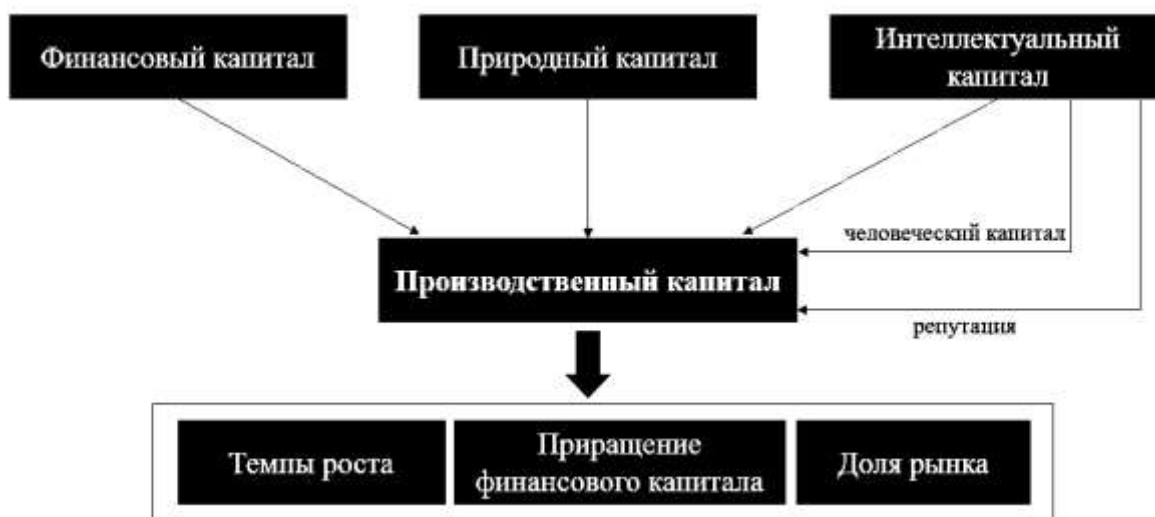 Финансовый капитал
Природный капитал
Интеллектуальный
капитал
человеческий капитал
Производственный капитал
репутация
Темпы роста
Приращение
финансового капитала
Доля рынка